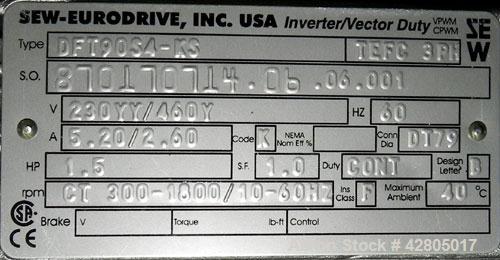 SEW-EURODRIVE, INC. USA Inverter/Vector Duty VPWM CPWM SEW
Type DFT90S4-KS TEFC 3PH
S.O. 870170714.06 .06.001
V 230YY/460Y HZ 60
A 5.20/2.60 Code K NEMA Nom Eff % Conn Dia DT79
HP 1.5 S.F. 1.0 Duty CONT Design Letter B
rpm CT 300-1800/10-60HZ Ins Class F Maximum Ambient 40 °C
Brake V Torque lb-ft Control
Stock # 42805017